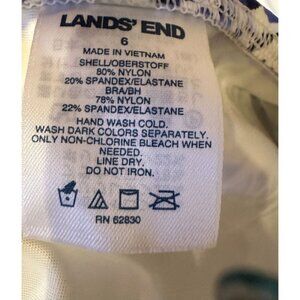 LANDS' END
6
MADE IN VIETNAM
SHELL/OBERSTOFF
80% NYLON
20% SPANDEX/ELASTANE
BRA/BH
78% NYLON
22% SPANDEX/ELASTANE
HAND WASH COLD.
WASH DARK COLORS SEPARATELY.
ONLY NON-CHLORINE BLEACH WHEN
NEEDED.
LINE DRY.
DO NOT IRON.
RN 62830